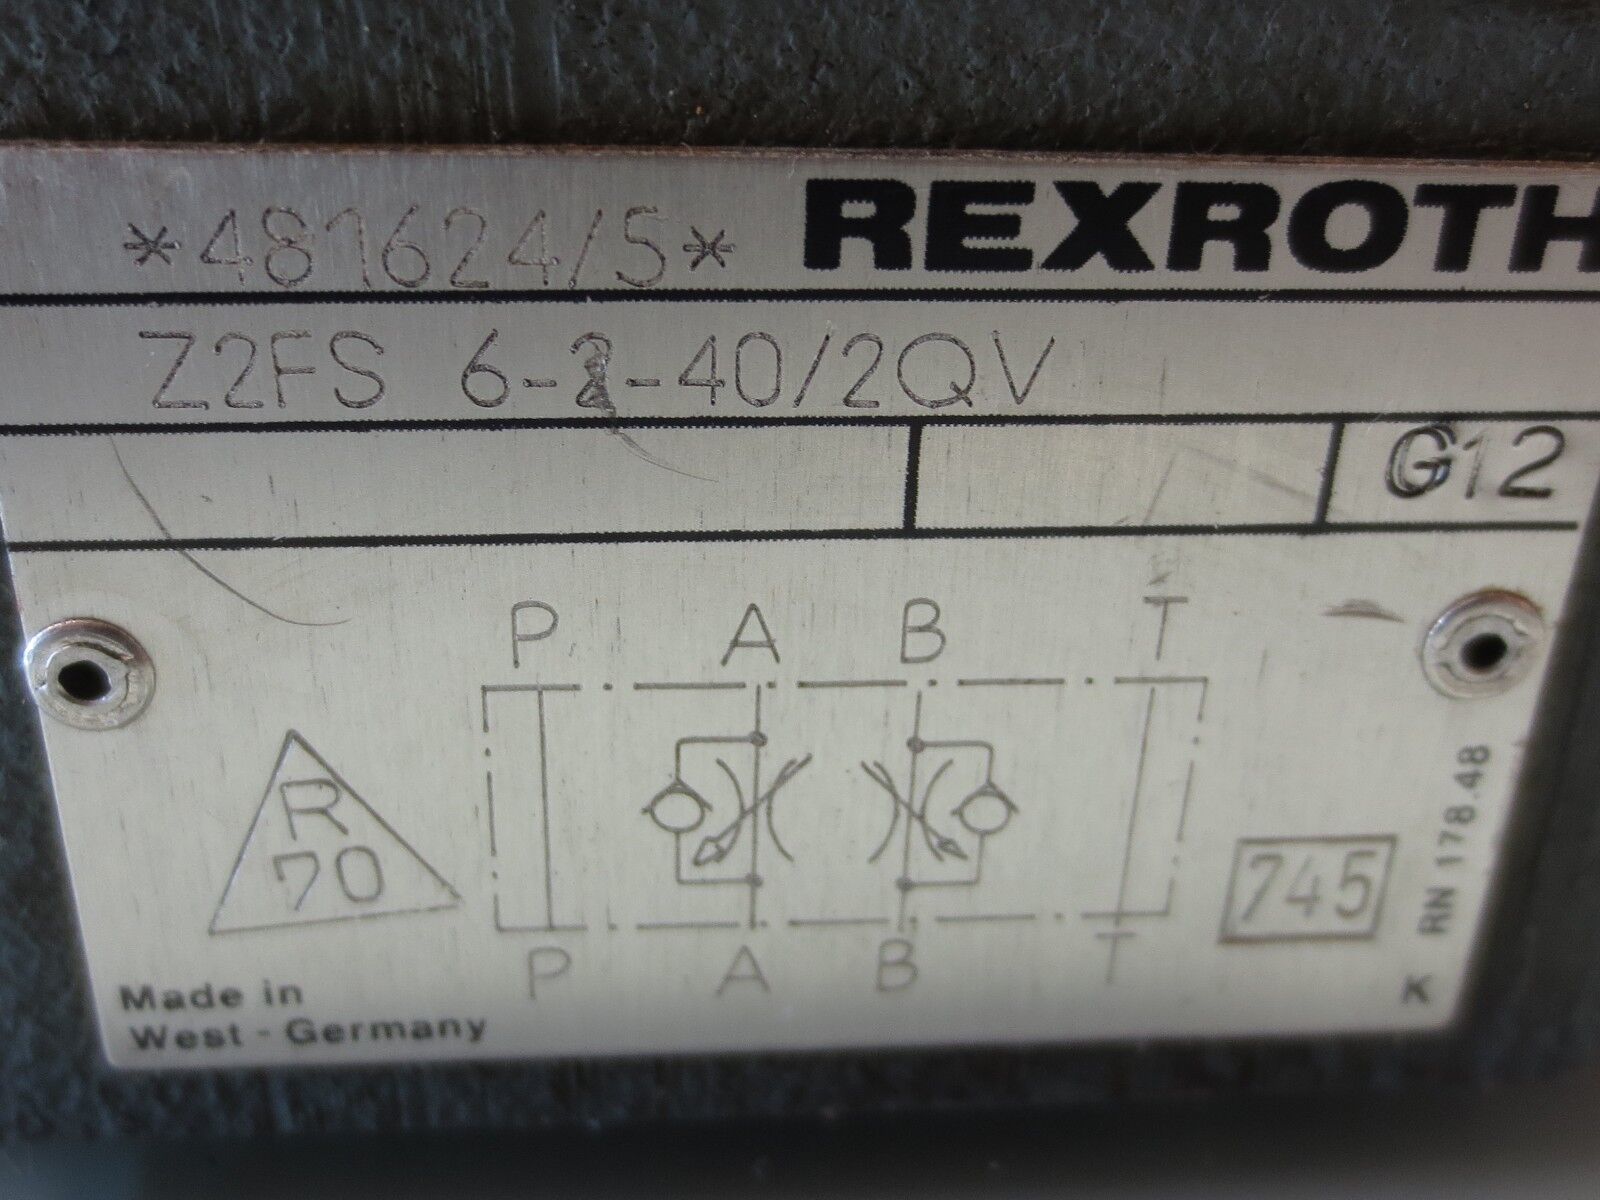 *481624/5* REXROTH
Z2FS 6-2-40/2QV
G12
P A B T
R
70
745
RN 178.48
P A B T
K
Made in
West-Germany